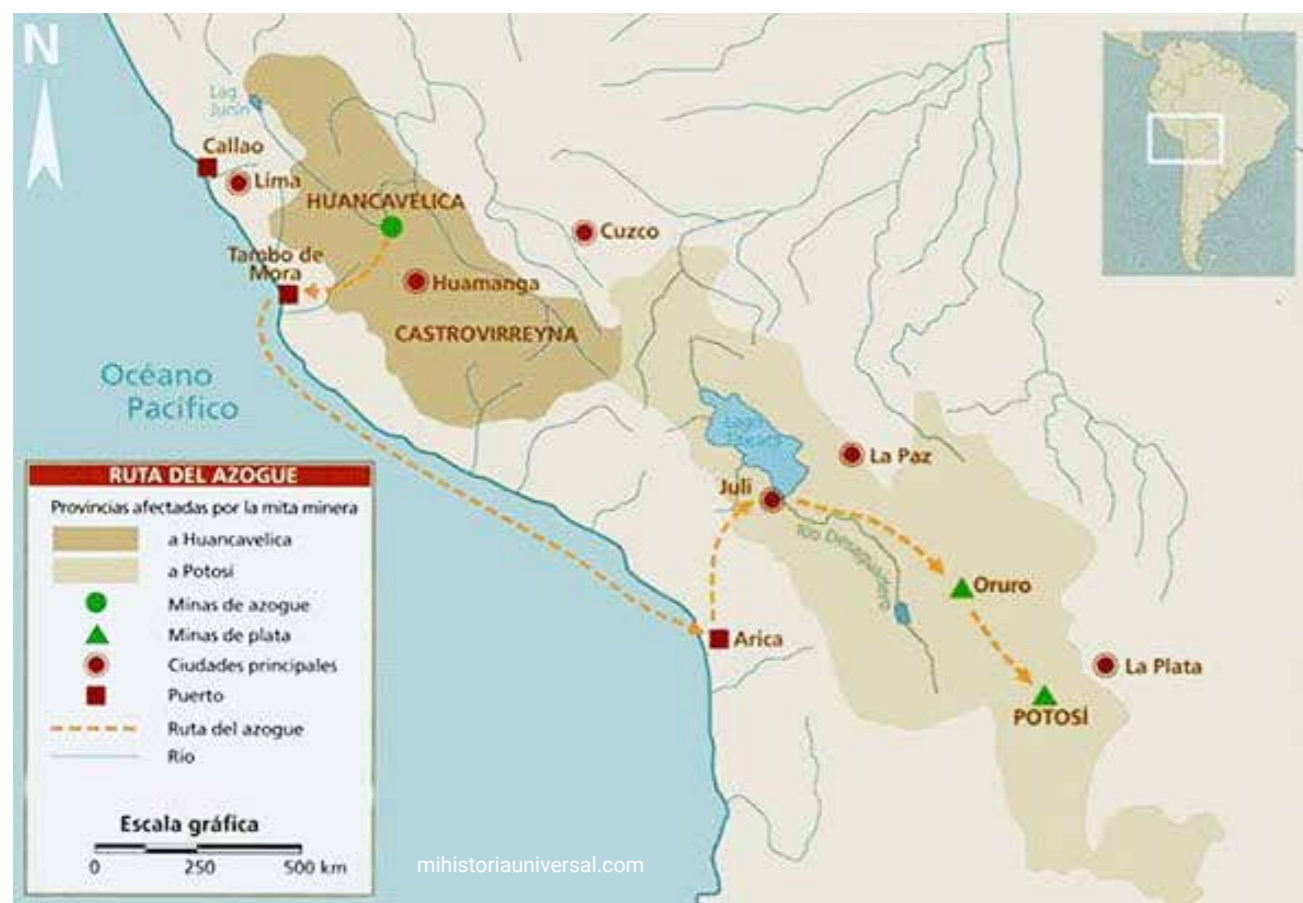 N
Lag.
Junín
Callao
Lima
HUANCAVELICA
Cuzco
Tambo de
Mora
Huamanga
CASTROVIRREYNA
Océano
Pacífico
Lago
La Paz
Juli
Río Desaguadero
Oruro
Arica
La Plata
POTOSÍ
RUTA DEL AZOGUE
Provincias afectadas por la mita minera
a Huancavelica
a Potosí
Minas de azogue
Minas de plata
Ciudades principales
Puerto
Ruta del azogue
Río
Escala gráfica
0 250 500 km
mihistoriauniversal.com